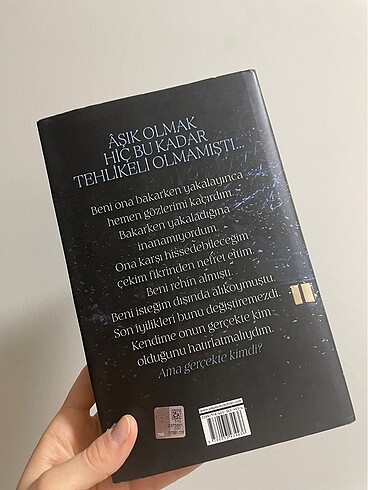 ÂŞIK OLMAK
HİÇ BU KADAR
TEHLİKELİ OLMAMIŞTI...
Beni ona bakarken yakalayınca
hemen gözlerimi kaçırdım.
Bakarken yakaladığına
inanamıyordum.
Ona karşı hissedebileceğim
çekim fikrinden nefret ettim.
Beni rehin almıştı.
Beni isteğim dışında alıkoymuştu.
Son iyilikleri bunu değiştiremezdi.
Kendime onun gerçekte kim
olduğunu hatırlatmalıydım.
Ama gerçekte kimdi?